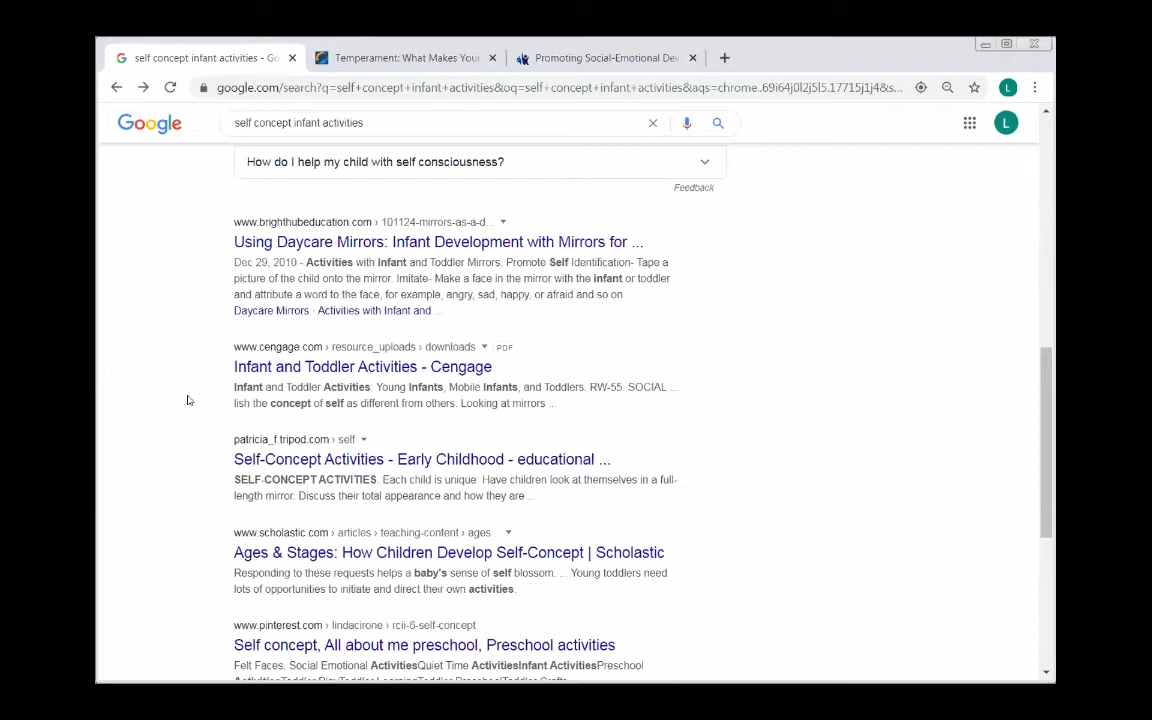 self concept infant activities - Go
Temperament: What Makes Your
Promoting Social-Emotional Dev
google.com/search?q=self+concept+infant+activities&oq=self+concept+infant+activities&aqs=chrome..69i64j0l2j5l5.17715j1j4&s...
L
Google
self concept infant activities
L
How do I help my child with self consciousness?
Feedback
www.brighthubeducation.com › 101124-mirrors-as-a-d...
Using Daycare Mirrors: Infant Development with Mirrors for ...
Dec 29, 2010 - Activities with Infant and Toddler Mirrors. Promote Self Identification- Tape a
picture of the child onto the mirror. Imitate- Make a face in the mirror with the infant or toddler
and attribute a word to the face, for example, angry, sad, happy, or afraid and so on.
Daycare Mirrors · Activities with Infant and ...
www.cengage.com › resource_uploads › downloads PDF
Infant and Toddler Activities - Cengage
Infant and Toddler Activities: Young Infants, Mobile Infants, and Toddlers. RW-55. SOCIAL ...
lish the concept of self as different from others. Looking at mirrors ...
patricia_f.tripod.com › self
Self-Concept Activities - Early Childhood - educational ...
SELF-CONCEPT ACTIVITIES. Each child is unique. Have children look at themselves in a full-
length mirror. Discuss their total appearance and how they are ...
www.scholastic.com › articles › teaching-content › ages...
Ages & Stages: How Children Develop Self-Concept | Scholastic
Responding to these requests helps a baby's sense of self blossom. ... Young toddlers need
lots of opportunities to initiate and direct their own activities.
www.pinterest.com › lindacirone › rcii-6-self-concept
Self concept, All about me preschool, Preschool activities
Felt Faces. Social Emotional ActivitiesQuiet Time ActivitiesInfant ActivitiesPreschool
ActivitiesToddler PlayToddler LearningToddler PreschoolToddler Crafts